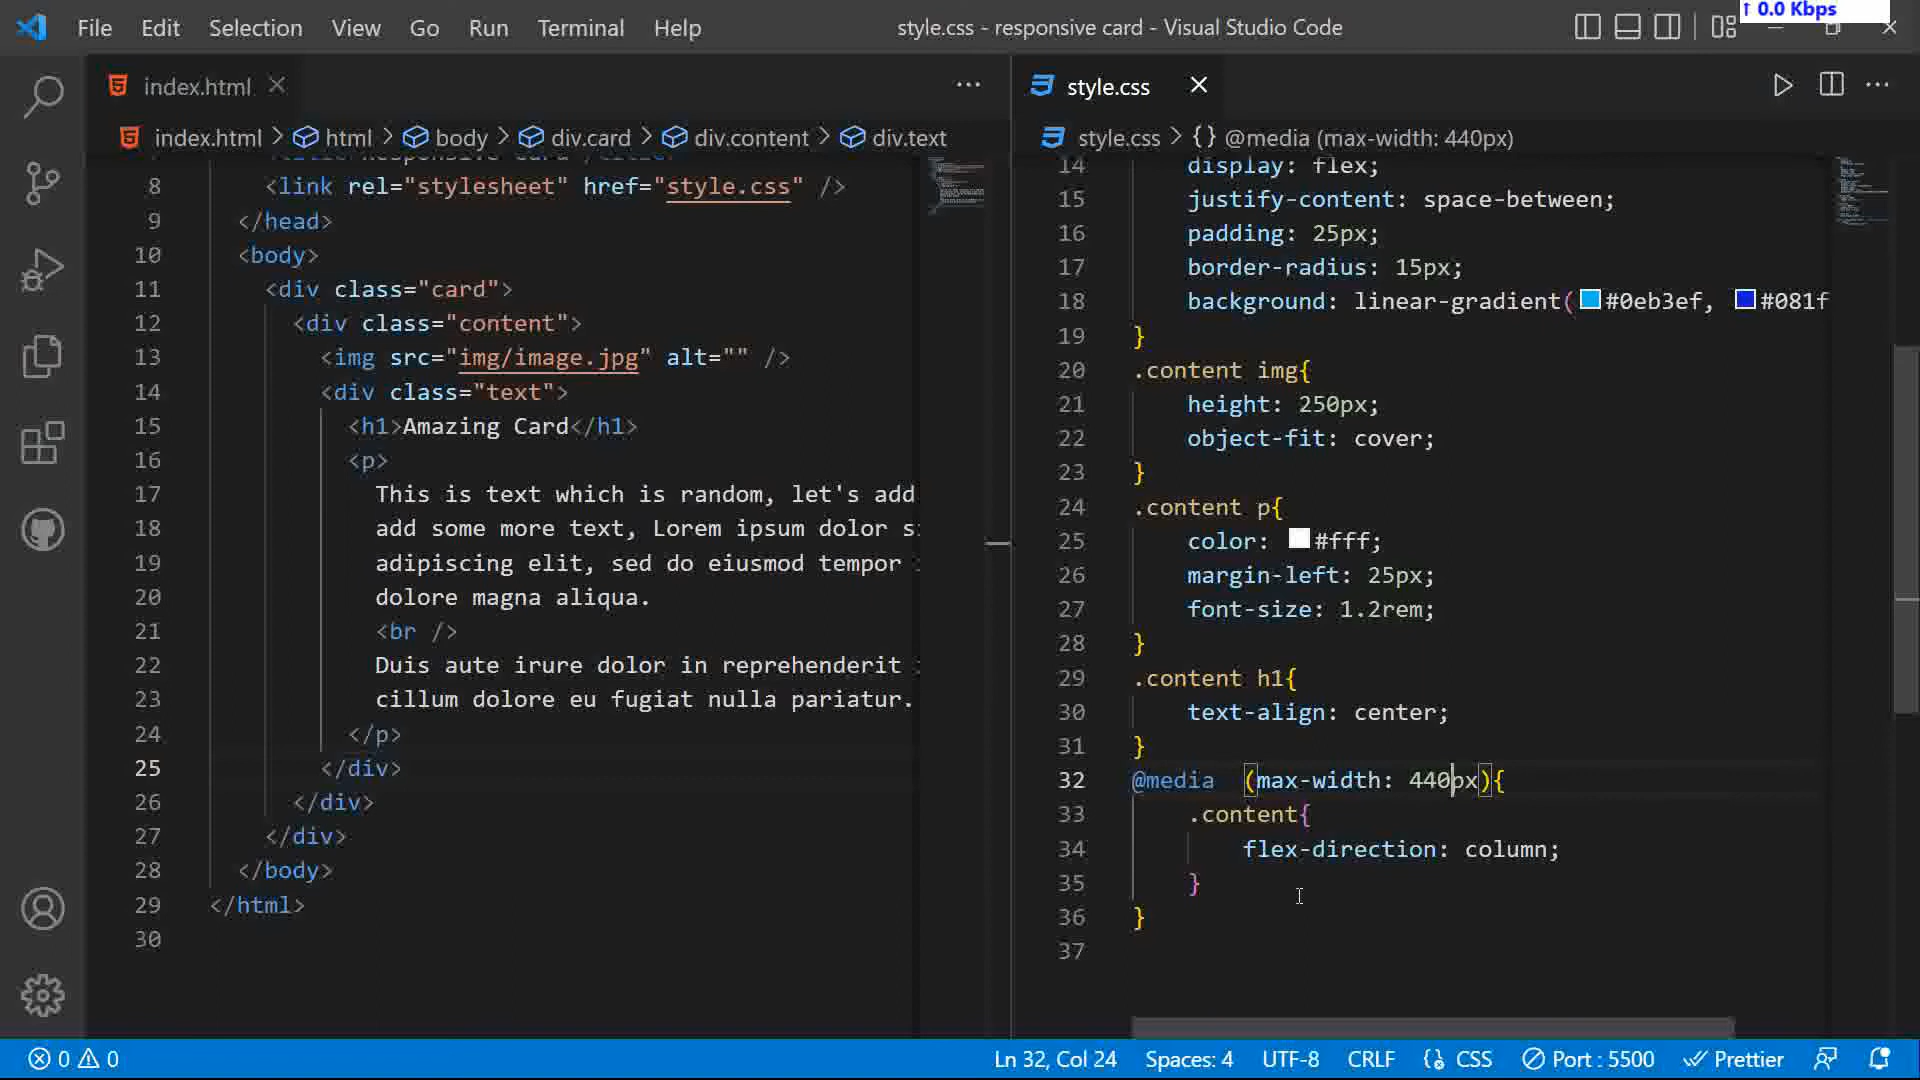 File Edit Selection View Go Run Terminal Help
style.css - responsive card - Visual Studio Code
↑ 0.0 Kbps
index.html
style.css
index.html > html > body > div.card > div.content > div.text
style.css > {} @media (max-width: 440px)
8 <link rel="stylesheet" href="style.css" />
9 </head>
10 <body>
11 <div class="card">
12 <div class="content">
13 <img src="img/image.jpg" alt="" />
14 <div class="text">
15 <h1>Amazing Card</h1>
16 <p>
17 This is text which is random, let's add
18 add some more text, Lorem ipsum dolor s
19 adipiscing elit, sed do eiusmod tempor
20 dolore magna aliqua.
21 <br />
22 Duis aute irure dolor in reprehenderit
23 cillum dolore eu fugiat nulla pariatur.
24 </p>
25 </div>
26 </div>
27 </div>
28 </body>
29 </html>
30
14 display: flex;
15 justify-content: space-between;
16 padding: 25px;
17 border-radius: 15px;
18 background: linear-gradient(#0eb3ef, #081f
19 }
20 .content img{
21 height: 250px;
22 object-fit: cover;
23 }
24 .content p{
25 color: #fff;
26 margin-left: 25px;
27 font-size: 1.2rem;
28 }
29 .content h1{
30 text-align: center;
31 }
32 @media (max-width: 440px){
33 .content{
34 flex-direction: column;
35 }
36 }
37
0 0
Ln 32, Col 24 Spaces: 4 UTF-8 CRLF {} CSS Port : 5500 Prettier